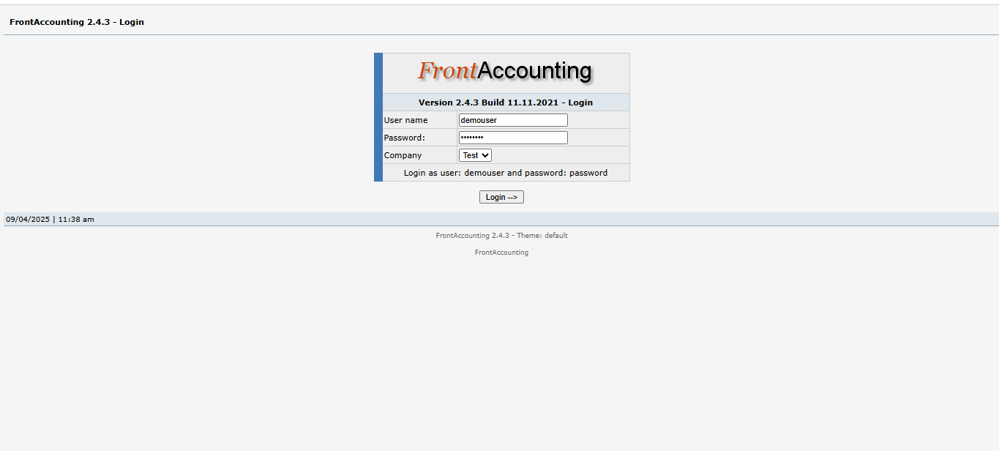 FrontAccounting 2.4.3 - Login
FrontAccounting
Version 2.4.3 Build 11.11.2021 - Login
User name demouser
Password: ••••••••
Company Test
Login as user: demouser and password: password
Login -->
09/04/2025 | 11:38 am
FrontAccounting 2.4.3 - Theme: default
FrontAccounting